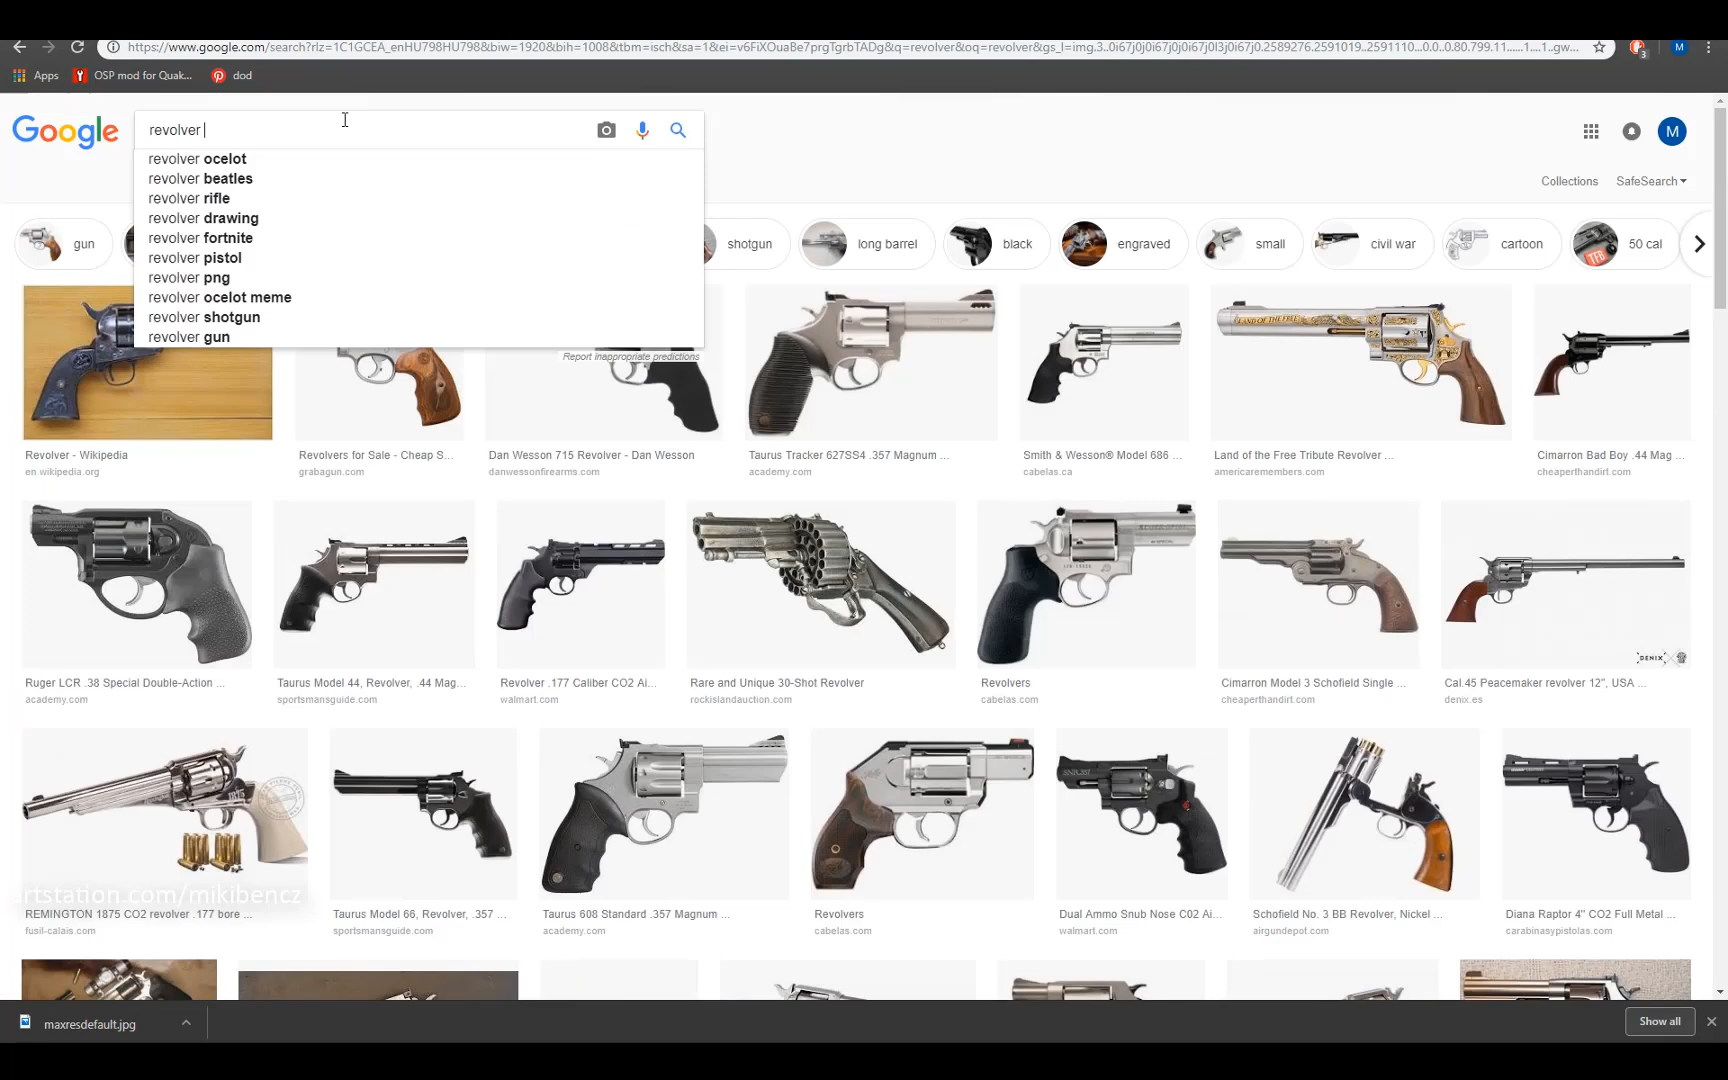 https://www.google.com/search?rlz=1C1GCEA_enHU798HU798&biw=1920&bih=1008&tbm=isch&sa=1&ei=v6FiXOuaBe7prgTgrbTADg&q=revolver&oq=revolver&gs_l=img.3..0i67j0j0i67j0j0i67j0l3j0i67j0.2589276.2591019..2591110...0.0..0.80.799.11......1....1..gw...
M
Apps
OSP mod for Quak...
dod
Google
revolver
M
revolver ocelot
revolver beatles
revolver rifle
revolver drawing
revolver fortnite
revolver pistol
revolver png
revolver ocelot meme
revolver shotgun
revolver gun
Report inappropriate predictions
Collections
SafeSearch
gun
shotgun
long barrel
black
engraved
small
civil war
cartoon
TFB
50 cal
LAND OF THE FREE
Revolver - Wikipedia
en.wikipedia.org
Revolvers for Sale - Cheap S...
grabagun.com
Dan Wesson 715 Revolver - Dan Wesson
danwessonfirearms.com
Taurus Tracker 627SS4 .357 Magnum ...
academy.com
Smith & Wesson® Model 686 ...
cabelas.ca
Land of the Free Tribute Revolver ...
americaremembers.com
Cimarron Bad Boy .44 Mag ...
cheaperthandirt.com
DENIX
Ruger LCR .38 Special Double-Action ...
academy.com
Taurus Model 44, Revolver, .44 Mag...
sportsmansguide.com
Revolver .177 Caliber CO2 Ai...
walmart.com
Rare and Unique 30-Shot Revolver
rockislandauction.com
Revolvers
cabelas.com
Cimarron Model 3 Schofield Single ...
cheaperthandirt.com
Cal.45 Peacemaker revolver 12", USA ...
denix.es
artstation.com/mikibencz
REMINGTON 1875 CO2 revolver .177 bore ...
fusil-calais.com
Taurus Model 66, Revolver, .357 ...
sportsmansguide.com
Taurus 608 Standard .357 Magnum ...
academy.com
Revolvers
cabelas.com
Dual Ammo Snub Nose C02 Ai...
walmart.com
Schofield No. 3 BB Revolver, Nickel ...
airgundepot.com
Diana Raptor 4" CO2 Full Metal ...
carabinasypistolas.com
maxresdefault.jpg
Show all